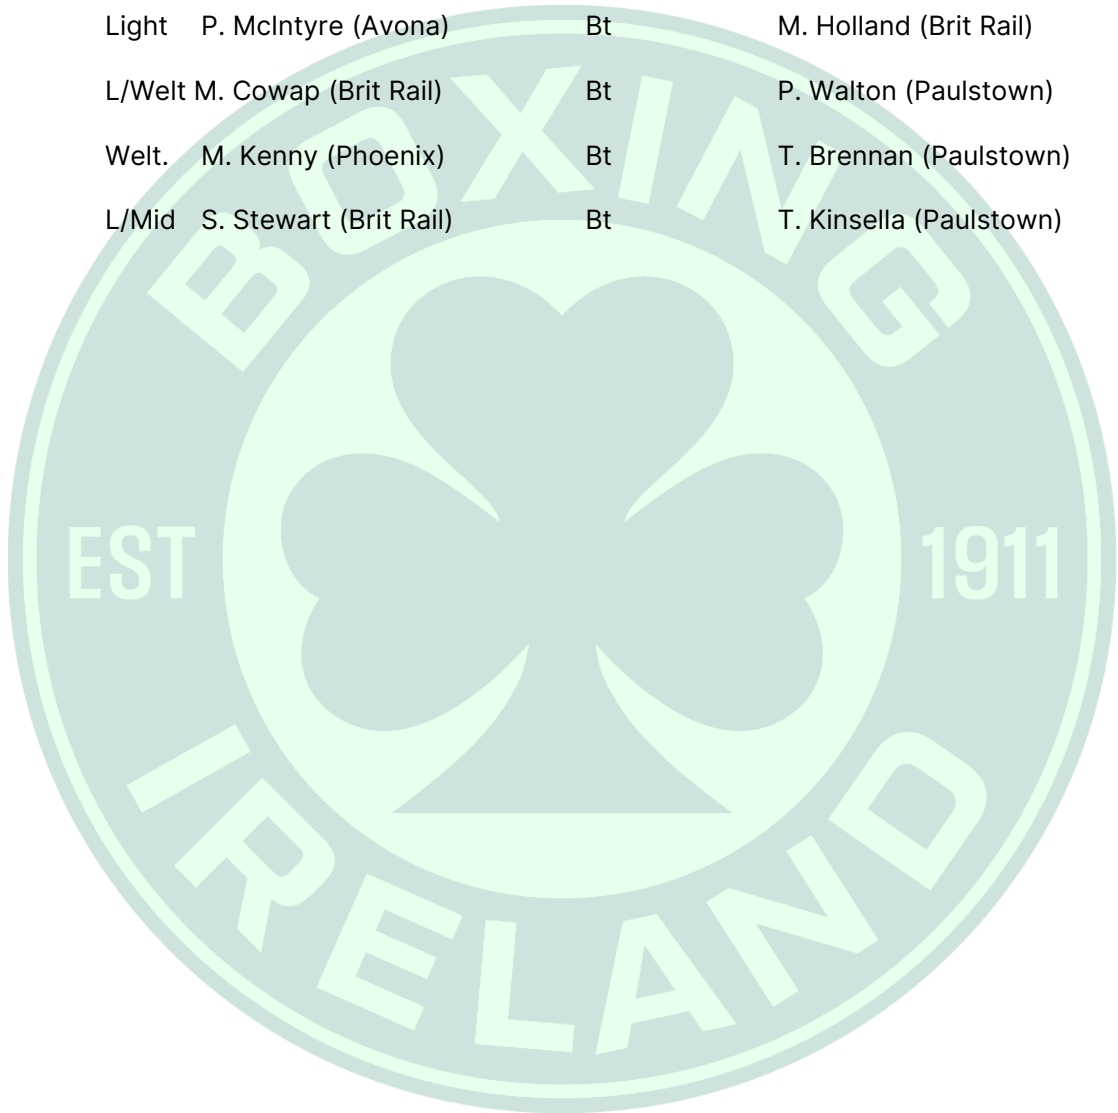 Light P. McIntyre (Avona) Bt M. Holland (Brit Rail)
L/Welt M. Cowap (Brit Rail) Bt P. Walton (Paulstown)
Welt. M. Kenny (Phoenix) Bt T. Brennan (Paulstown)
L/Mid S. Stewart (Brit Rail) Bt T. Kinsella (Paulstown)
BOXING
EST 1911
IRELAND